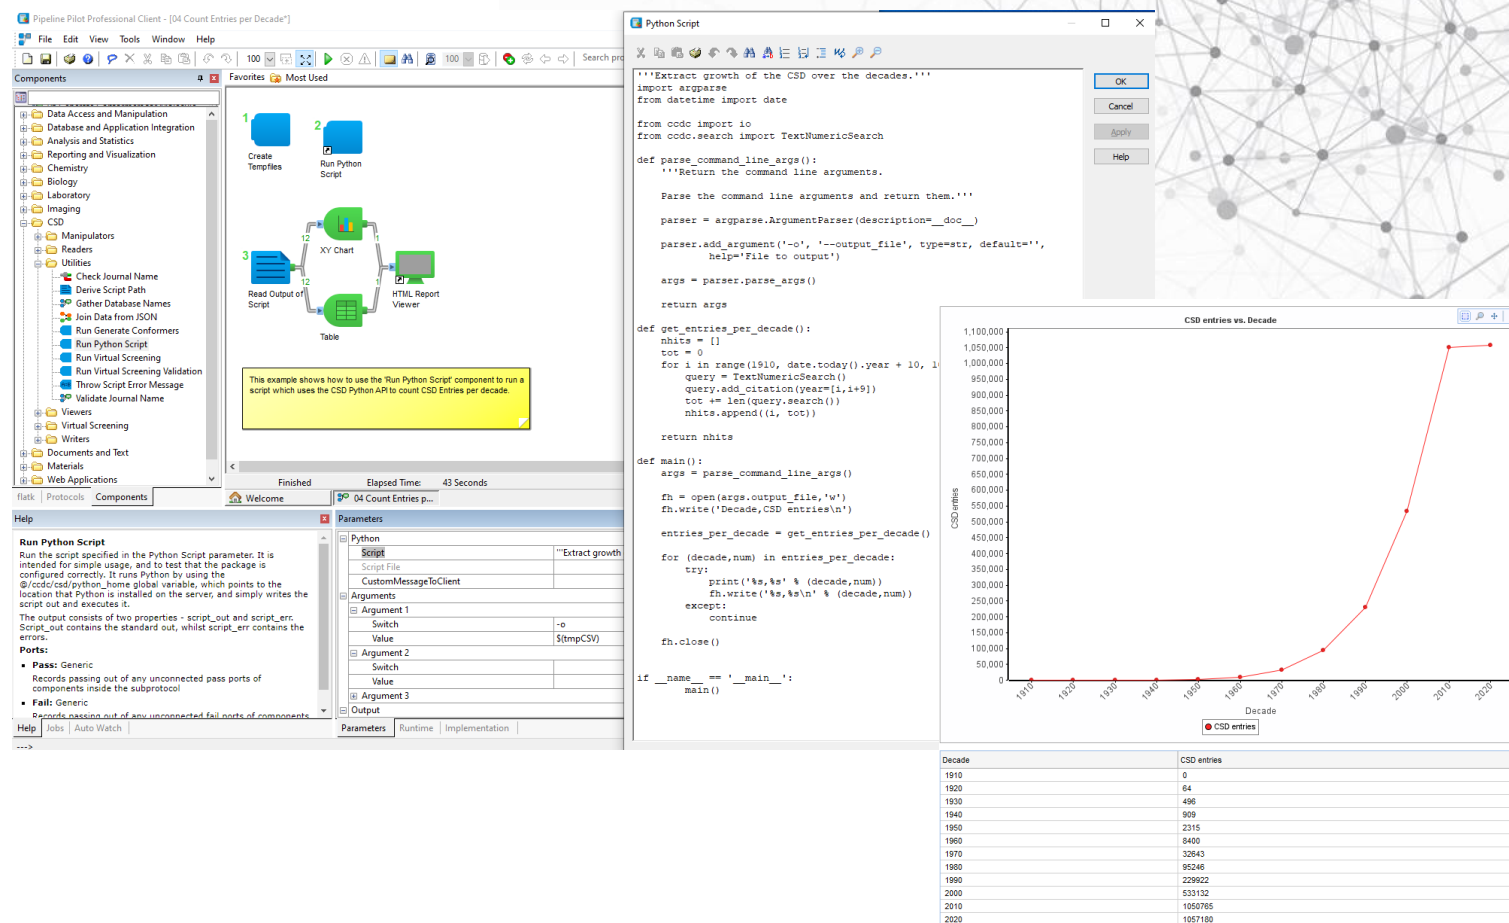 Pipeline Pilot Professional Client - [04 Count Entries per Decade*]
File Edit View Tools Window Help
100
100
Search pro
Components
Data Access and Manipulation
Database and Application Integration
Analysis and Statistics
Reporting and Visualization
Chemistry
Biology
Laboratory
Imaging
CSD
Manipulators
Readers
Utilities
Check Journal Name
Derive Script Path
Gather Database Names
Join Data from JSON
Run Generate Conformers
Run Python Script
Run Virtual Screening
Run Virtual Screening Validation
Throw Script Error Message
Validate Journal Name
Viewers
Virtual Screening
Writers
Documents and Text
Materials
Web Applications
flatk Protocols Components
Favorites Most Used
1
Create
Tempfiles
2
Run Python
Script
3
Read Output of
Script
12
12
XY Chart
Table
1
1
HTML Report
Viewer
This example shows how to use the 'Run Python Script' component to run a
script which uses the CSD Python API to count CSD Entries per decade.
Finished Elapsed Time: 43 Seconds
Welcome 04 Count Entries p...
Help
Run Python Script
Run the script specified in the Python Script parameter. It is
intended for simple usage, and to test that the package is
configured correctly. It runs Python by using the
@/ccdc/csd/python_home global variable, which points to the
location that Python is installed on the server, and simply writes the
script out and executes it.
The output consists of two properties - script_out and script_err.
Script_out contains the standard out, whilst script_err contains the
errors.
Ports:
Pass: Generic
Records passing out of any unconnected pass ports of
components inside the subprotocol
Fail: Generic
Records passing out of any unconnected fail ports of components
Help Jobs Auto Watch
--->
Parameters
Python
Script '''Extract growth
Script File
CustomMessageToClient
Arguments
Argument 1
Switch -o
Value $(tmpCSV)
Argument 2
Switch
Value
Argument 3
Output
Parameters Runtime Implementation
Python Script
OK
Cancel
Apply
Help
'''Extract growth of the CSD over the decades.'''
import argparse
from datetime import date
from ccdc import io
from ccdc.search import TextNumericSearch
def parse_command_line_args():
'''Return the command line arguments.
Parse the command line arguments and return them.'''
parser = argparse.ArgumentParser(description=__doc__)
parser.add_argument('-o', '--output_file', type=str, default='',
help='File to output')
args = parser.parse_args()
return args
def get_entries_per_decade():
nhits = []
tot = 0
for i in range(1910, date.today().year + 10, 1
query = TextNumericSearch()
query.add_citation(year=[i,i+9])
tot += len(query.search())
nhits.append((i, tot))
return nhits
def main():
args = parse_command_line_args()
fh = open(args.output_file,'w')
fh.write('Decade,CSD entries\n')
entries_per_decade = get_entries_per_decade()
for (decade,num) in entries_per_decade:
try:
print('%s,%s' % (decade,num))
fh.write('%s,%s\n' % (decade,num))
except:
continue
fh.close()
if __name__ == '__main__':
main()
CSD entries vs. Decade
1,100,000
1,050,000
1,000,000
950,000
900,000
850,000
800,000
750,000
700,000
650,000
600,000
550,000
500,000
450,000
400,000
350,000
300,000
250,000
200,000
150,000
100,000
50,000
0
CSD entries
1910 1920 1930 1940 1950 1960 1970 1980 1990 2000 2010 2020
Decade
CSD entries
Decade CSD entries
1910 0
1920 64
1930 496
1940 909
1950 2315
1960 8400
1970 32643
1980 95246
1990 229922
2000 533132
2010 1050765
2020 1057180